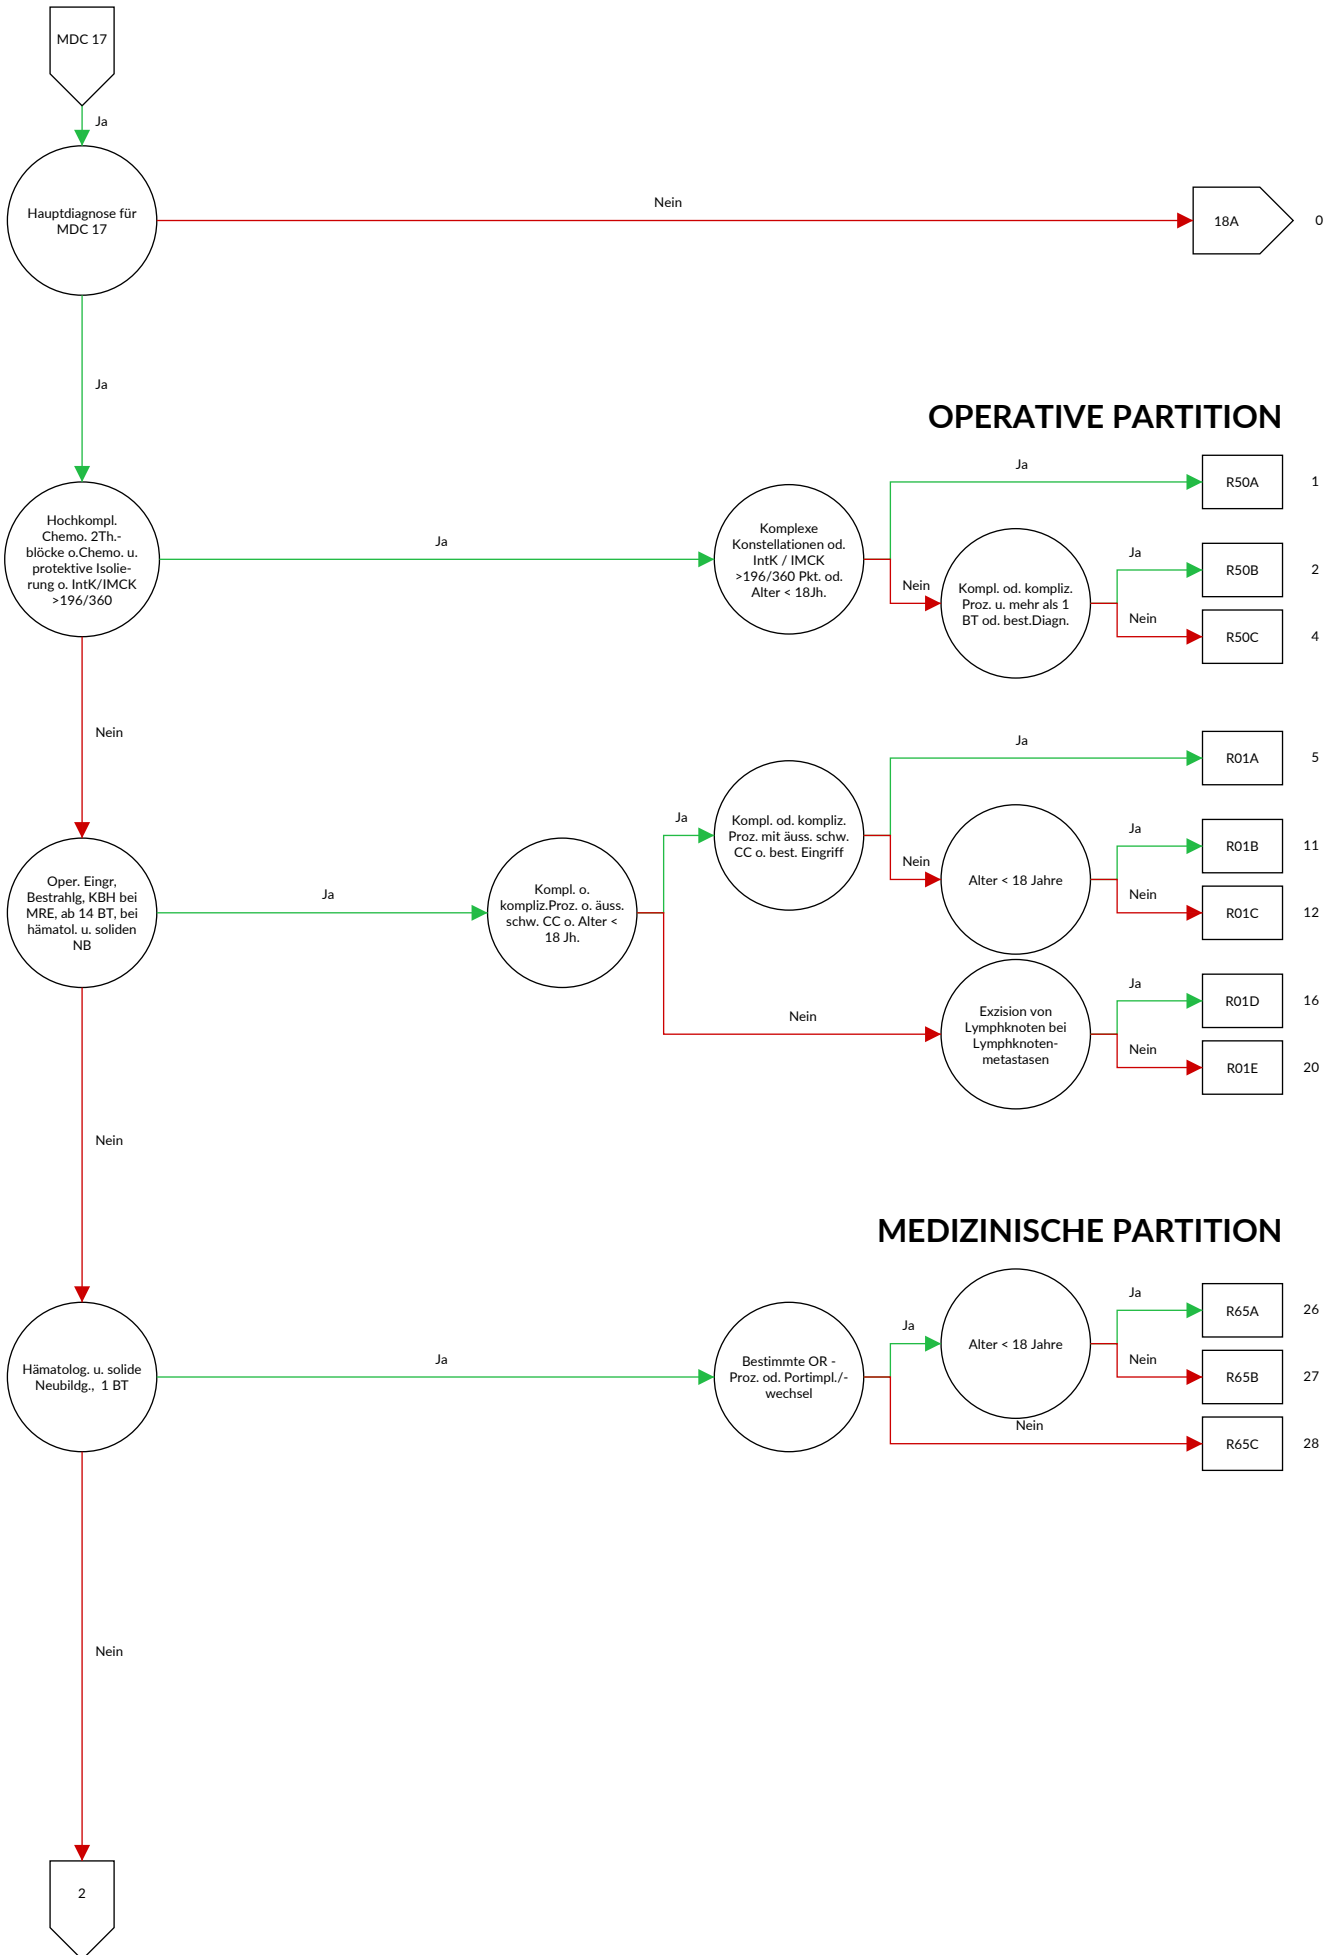 MDC 17
Ja
Hauptdiagnose für
MDC 17
Nein
18A
0
Ja
OPERATIVE PARTITION
Hochkompl.
Chemo. 2Th.-
blöcke o.Chemo. u.
protektive Isolie-
rung o. IntK/IMCK
>196/360
Ja
Komplexe
Konstellationen od.
IntK / IMCK
>196/360 Pkt. od.
Alter < 18Jh.
Ja
R50A
1
Nein
Kompl. od. kompliz.
Proz. u. mehr als 1
BT od. best.Diagn.
Ja
R50B
2
Nein
R50C
4
Nein
Oper. Eingr,
Bestrahlg, KBH bei
MRE, ab 14 BT, bei
hämatol. u. soliden
NB
Ja
Kompl. o.
kompliz.Proz. o. äuss.
schw. CC o. Alter <
18 Jh.
Ja
Kompl. od. kompliz.
Proz. mit äuss. schw.
CC o. best. Eingriff
Ja
R01A
5
Nein
Alter < 18 Jahre
Ja
R01B
11
Nein
R01C
12
Nein
Exzision von
Lymphknoten bei
Lymphknoten-
metastasen
Ja
R01D
16
Nein
R01E
20
Nein
MEDIZINISCHE PARTITION
Hämatolog. u. solide
Neubildg., 1 BT
Ja
Bestimmte OR -
Proz. od. Portimpl./-
wechsel
Ja
Alter < 18 Jahre
Ja
R65A
26
Nein
R65B
27
Nein
R65C
28
Nein
2